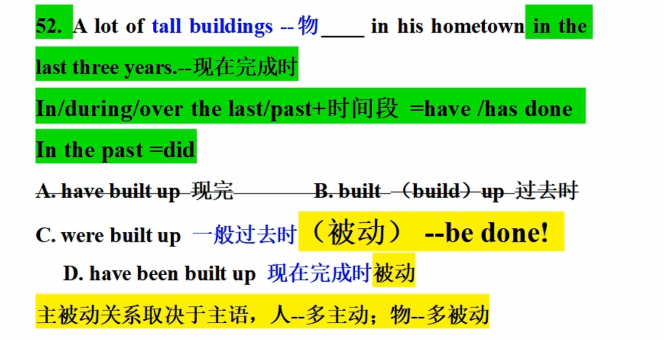 52. A lot of tall buildings --物____ in his hometown in the
last three years.--现在完成时
In/during/over the last/past+时间段 =have /has done
In the past =did
A. have built up 现完 B. built （build）up 过去时
C. were built up 一般过去时（被动） --be done!
D. have been built up 现在完成时被动
主被动关系取决于主语，人--多主动；物--多被动